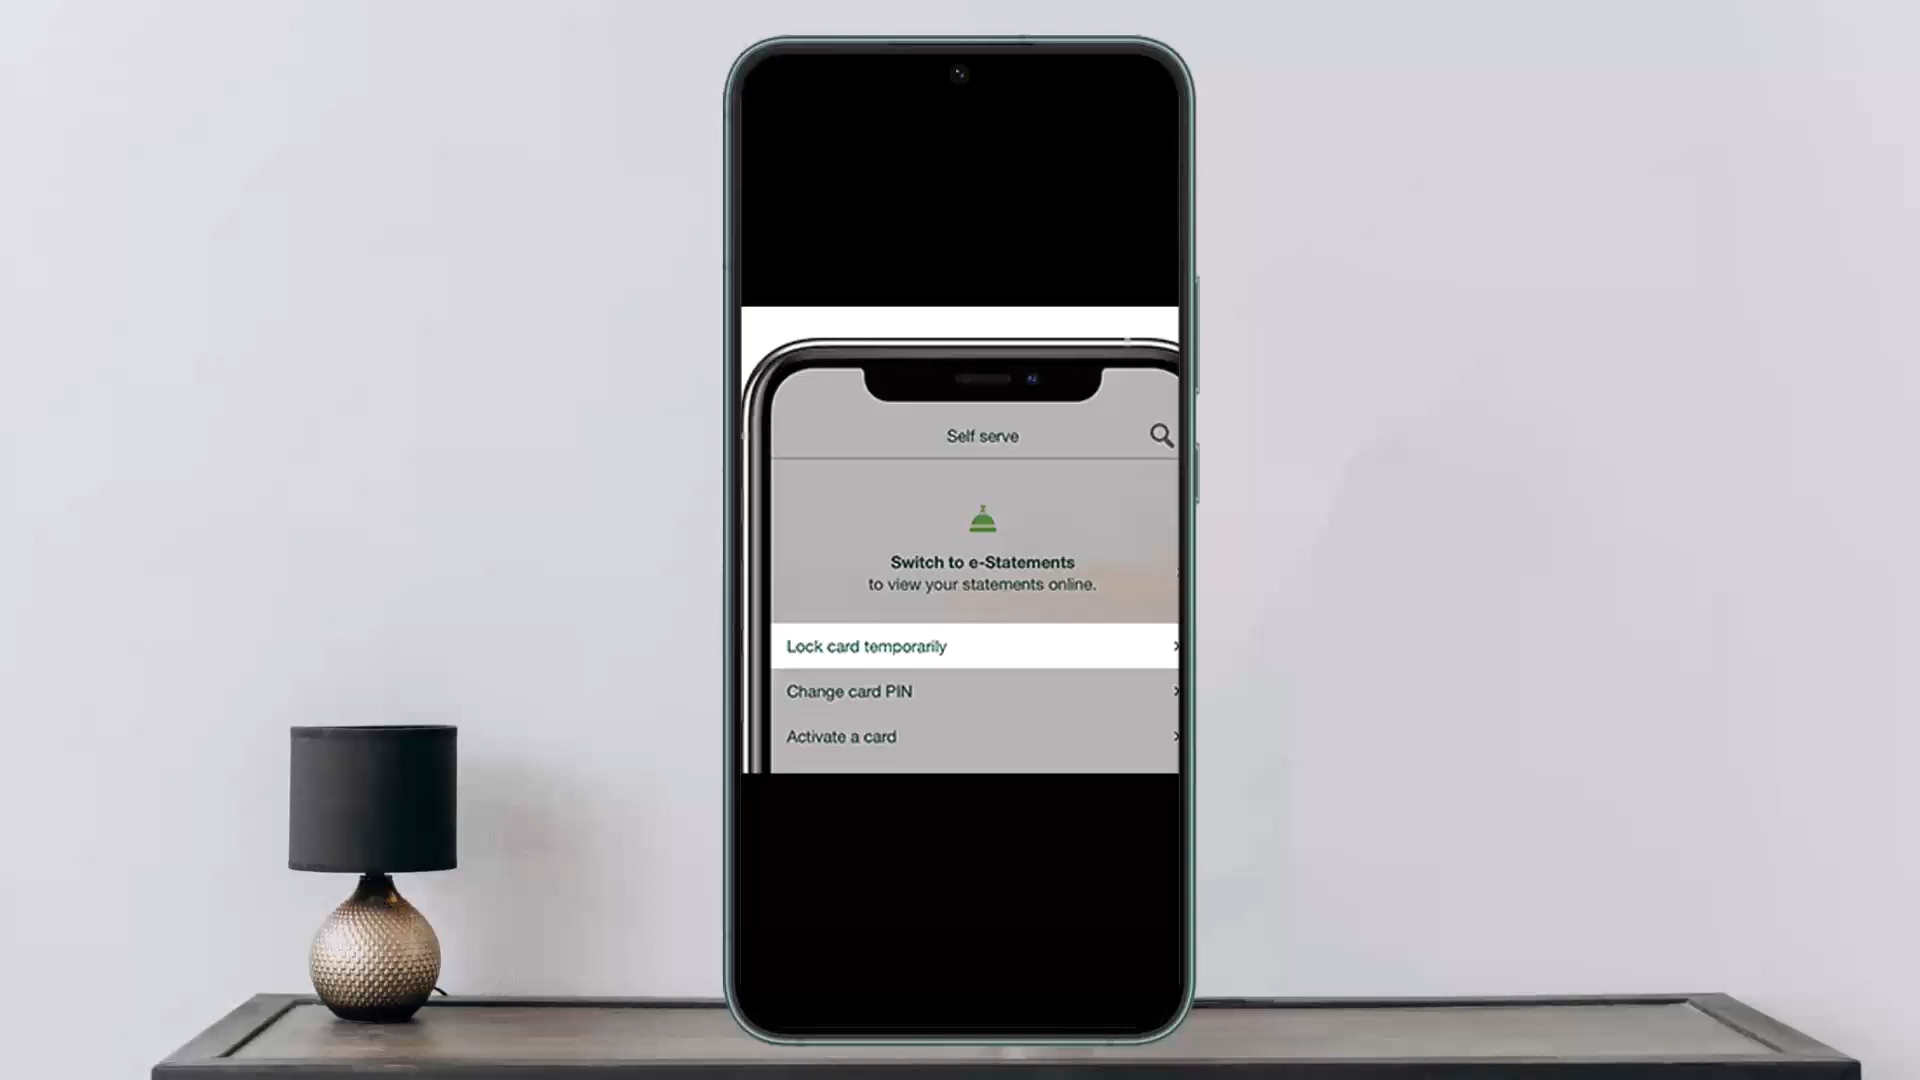 Self serve
Switch to e-Statements
to view your statements online.
Lock card temporarily
Change card PIN
Activate a card